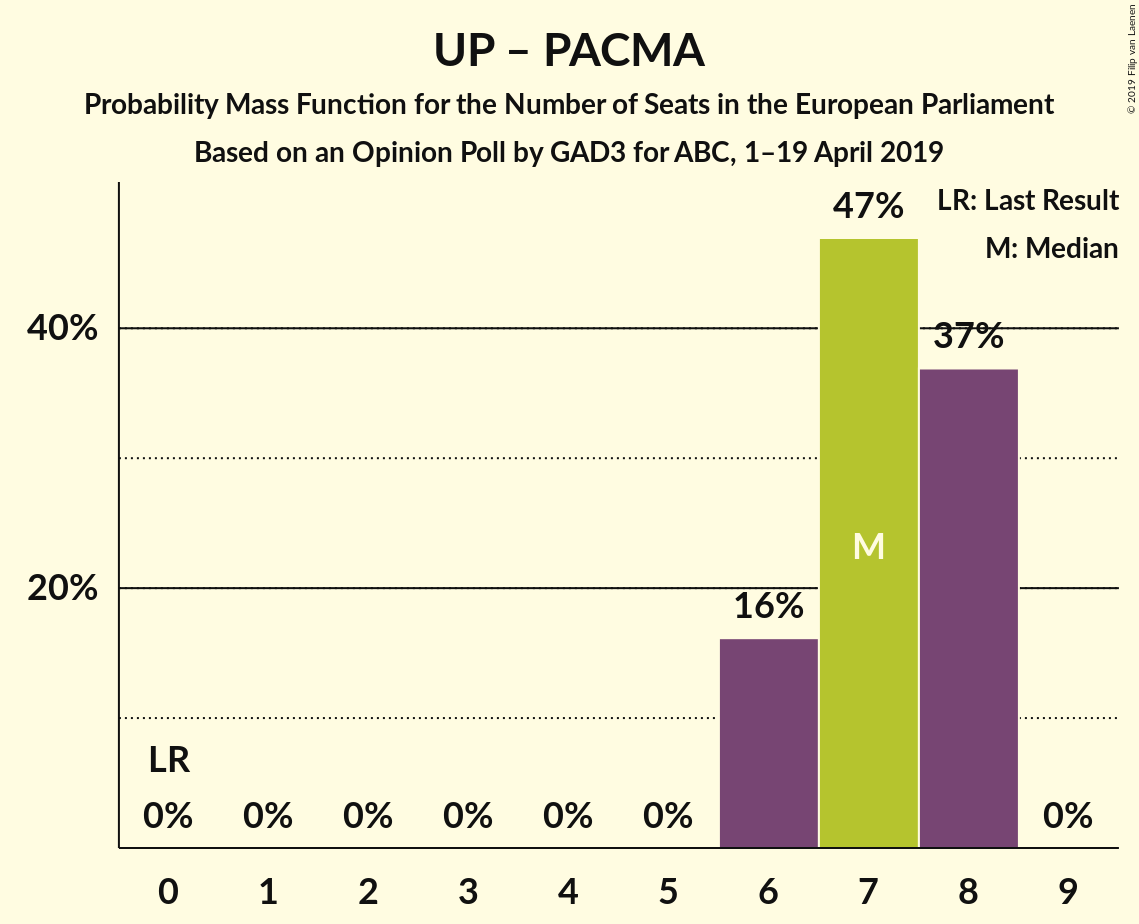 UP – PACMA
Probability Mass Function for the Number of Seats in the European Parliament
Based on an Opinion Poll by GAD3 for ABC, 1–19 April 2019
© 2019 Filip van Laenen
LR: Last Result
M: Median
47%
40%
37%
M
20%
16%
LR
0% 0% 0% 0% 0% 0% 0%
0 1 2 3 4 5 6 7 8 9